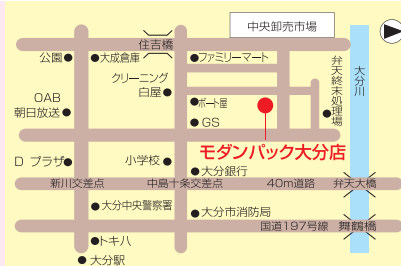 中央卸売市場
住吉橋
公園
大成倉庫
ファミリーマート
クリーニング
白屋
弁天終末処理場
大分川
OAB
朝日放送
ボート屋
GS
モダンパック大分店
D プラザ
小学校
大分銀行
新川交差点
中島十条交差点
40m道路
弁天大橋
大分中央警察署
大分市消防局
国道197号線
舞鶴橋
トキハ
大分駅